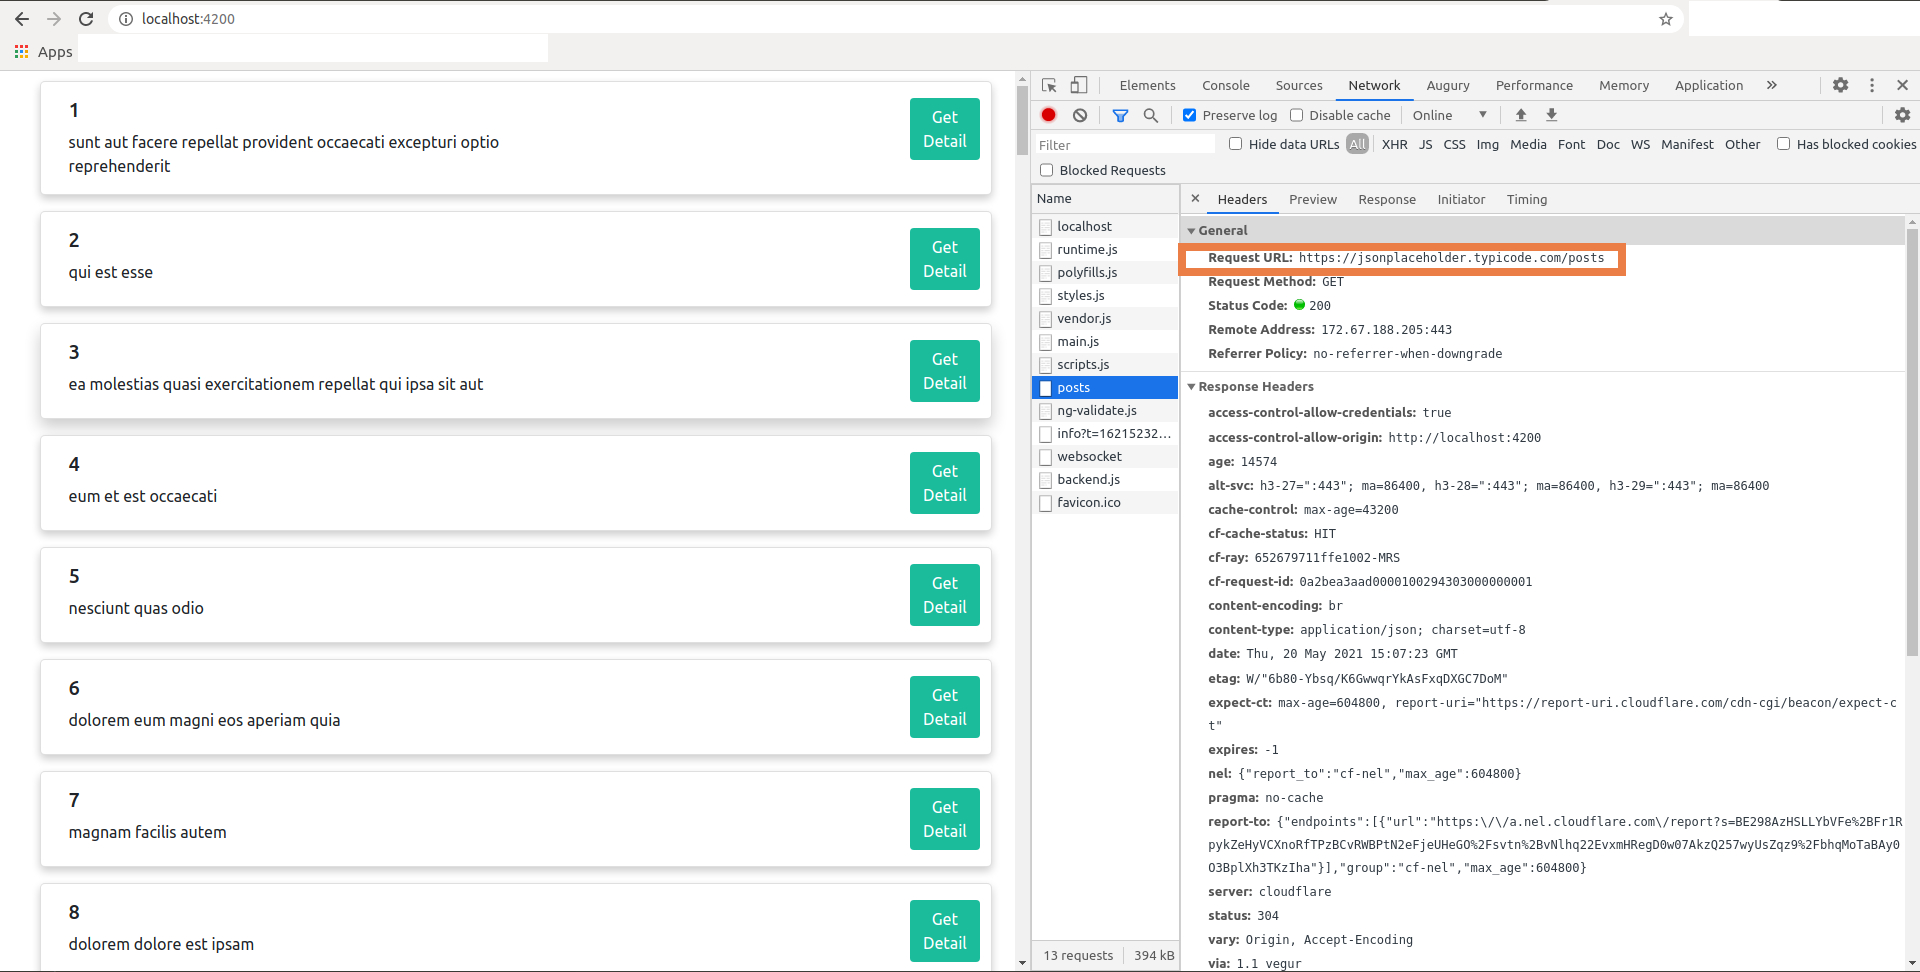 localhost:4200
Apps
1
sunt aut facere repellat provident occaecati excepturi optio
reprehenderit
Get
Detail
2
qui est esse
Get
Detail
3
ea molestias quasi exercitationem repellat qui ipsa sit aut
Get
Detail
4
eum et est occaecati
Get
Detail
5
nesciunt quas odio
Get
Detail
6
dolorem eum magni eos aperiam quia
Get
Detail
7
magnam facilis autem
Get
Detail
8
dolorem dolore est ipsam
Get
Detail
Elements Console Sources Network Augury Performance Memory Application »
Preserve log Disable cache Online
Filter Hide data URLs All XHR JS CSS Img Media Font Doc WS Manifest Other Has blocked cookies
Blocked Requests
Name
localhost
runtime.js
polyfills.js
styles.js
vendor.js
main.js
scripts.js
posts
ng-validate.js
info?t=16215232...
websocket
backend.js
favicon.ico
13 requests 394 kB
Headers Preview Response Initiator Timing
General
Request URL: https://jsonplaceholder.typicode.com/posts
Request Method: GET
Status Code: 200
Remote Address: 172.67.188.205:443
Referrer Policy: no-referrer-when-downgrade
Response Headers
access-control-allow-credentials: true
access-control-allow-origin: http://localhost:4200
age: 14574
alt-svc: h3-27=":443"; ma=86400, h3-28=":443"; ma=86400, h3-29=":443"; ma=86400
cache-control: max-age=43200
cf-cache-status: HIT
cf-ray: 652679711ffe1002-MRS
cf-request-id: 0a2bea3aad0000100294303000000001
content-encoding: br
content-type: application/json; charset=utf-8
date: Thu, 20 May 2021 15:07:23 GMT
etag: W/"6b80-Ybsq/K6GwwqrYkAsFxqDXGC7DoM"
expect-ct: max-age=604800, report-uri="https://report-uri.cloudflare.com/cdn-cgi/beacon/expect-c
t"
expires: -1
nel: {"report_to":"cf-nel","max_age":604800}
pragma: no-cache
report-to: {"endpoints":[{"url":"https:\/\/a.nel.cloudflare.com\/report?s=BE298AzHSLLYbVFe%2BFr1R
pykZeHyVCXnoRfTPzBCvRWBPtN2eFjeUHeGO%2Fsvtn%2BvNlhq22EvxmHRegD0w07AkzQ257wyUsZqz9%2FbhqMoTaBAy0
O3BplXh3TKzIha"}],"group":"cf-nel","max_age":604800}
server: cloudflare
status: 304
vary: Origin, Accept-Encoding
via: 1.1 vegur